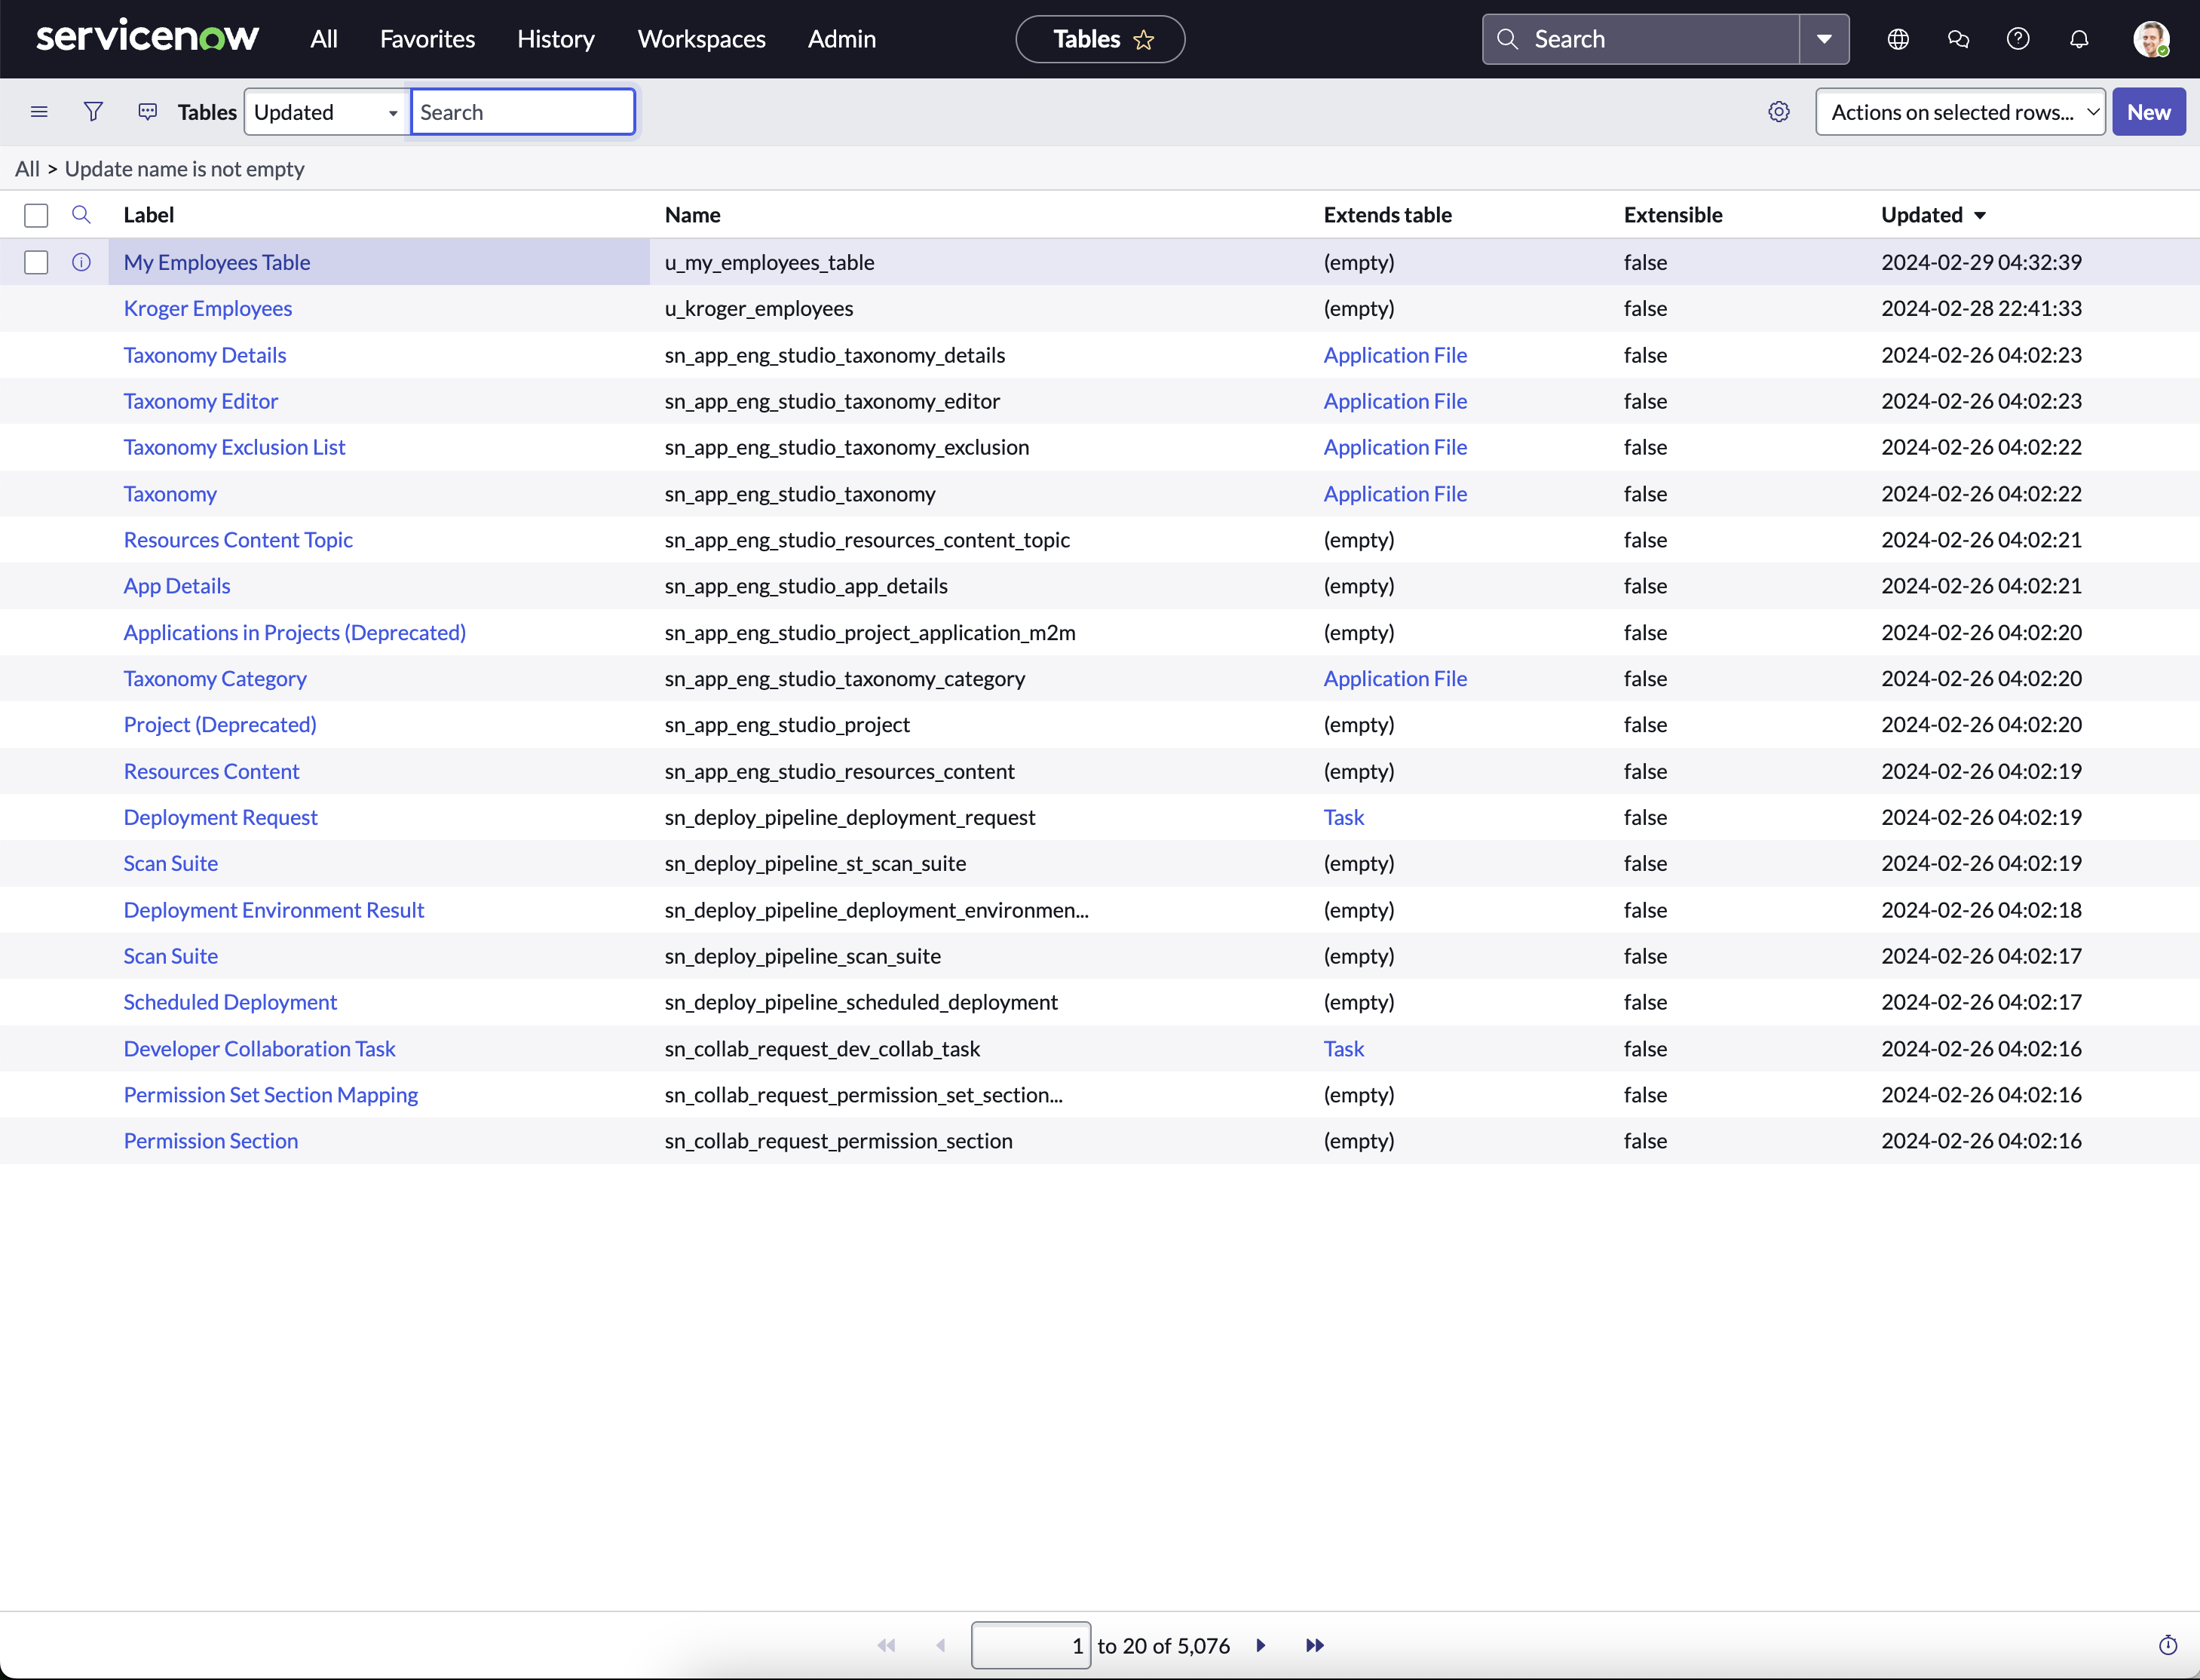 servicenow All Favorites History Workspaces Admin Tables Search
Tables Updated Search Actions on selected rows... New
All > Update name is not empty
Label Name Extends table Extensible Updated
My Employees Table u_my_employees_table (empty) false 2024-02-29 04:32:39
Kroger Employees u_kroger_employees (empty) false 2024-02-28 22:41:33
Taxonomy Details sn_app_eng_studio_taxonomy_details Application File false 2024-02-26 04:02:23
Taxonomy Editor sn_app_eng_studio_taxonomy_editor Application File false 2024-02-26 04:02:23
Taxonomy Exclusion List sn_app_eng_studio_taxonomy_exclusion Application File false 2024-02-26 04:02:22
Taxonomy sn_app_eng_studio_taxonomy Application File false 2024-02-26 04:02:22
Resources Content Topic sn_app_eng_studio_resources_content_topic (empty) false 2024-02-26 04:02:21
App Details sn_app_eng_studio_app_details (empty) false 2024-02-26 04:02:21
Applications in Projects (Deprecated) sn_app_eng_studio_project_application_m2m (empty) false 2024-02-26 04:02:20
Taxonomy Category sn_app_eng_studio_taxonomy_category Application File false 2024-02-26 04:02:20
Project (Deprecated) sn_app_eng_studio_project (empty) false 2024-02-26 04:02:20
Resources Content sn_app_eng_studio_resources_content (empty) false 2024-02-26 04:02:19
Deployment Request sn_deploy_pipeline_deployment_request Task false 2024-02-26 04:02:19
Scan Suite sn_deploy_pipeline_st_scan_suite (empty) false 2024-02-26 04:02:19
Deployment Environment Result sn_deploy_pipeline_deployment_environmen... (empty) false 2024-02-26 04:02:18
Scan Suite sn_deploy_pipeline_scan_suite (empty) false 2024-02-26 04:02:17
Scheduled Deployment sn_deploy_pipeline_scheduled_deployment (empty) false 2024-02-26 04:02:17
Developer Collaboration Task sn_collab_request_dev_collab_task Task false 2024-02-26 04:02:16
Permission Set Section Mapping sn_collab_request_permission_set_section... (empty) false 2024-02-26 04:02:16
Permission Section sn_collab_request_permission_section (empty) false 2024-02-26 04:02:16
1 to 20 of 5,076